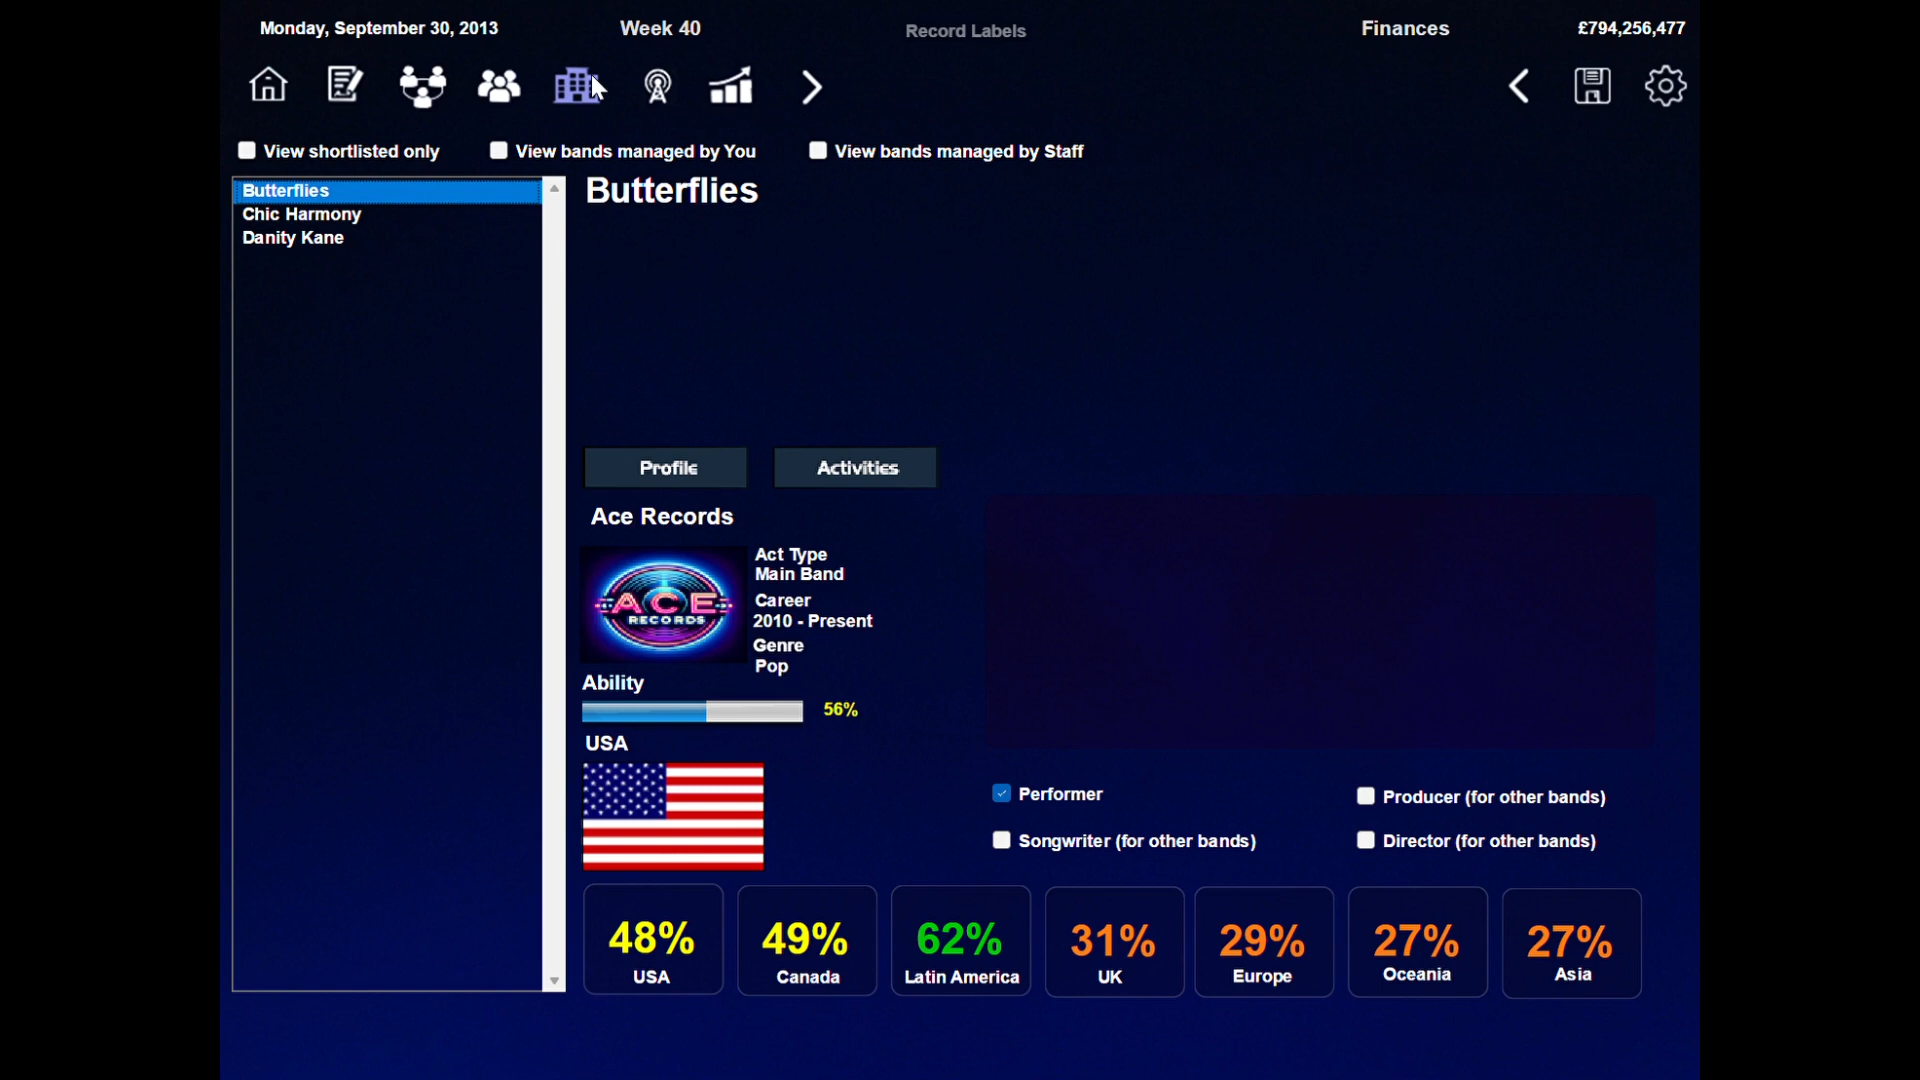 Monday, September 30, 2013
Week 40
Record Labels
Finances
£794,256,477
View shortlisted only
View bands managed by You
View bands managed by Staff
Butterflies
Chic Harmony
Danity Kane
Butterflies
Profile
Activities
Ace Records
ACE
RECORDS
Act Type
Main Band
Career
2010 - Present
Genre
Pop
Ability
56%
USA
Performer
Producer (for other bands)
Songwriter (for other bands)
Director (for other bands)
48%
USA
49%
Canada
62%
Latin America
31%
UK
29%
Europe
27%
Oceania
27%
Asia